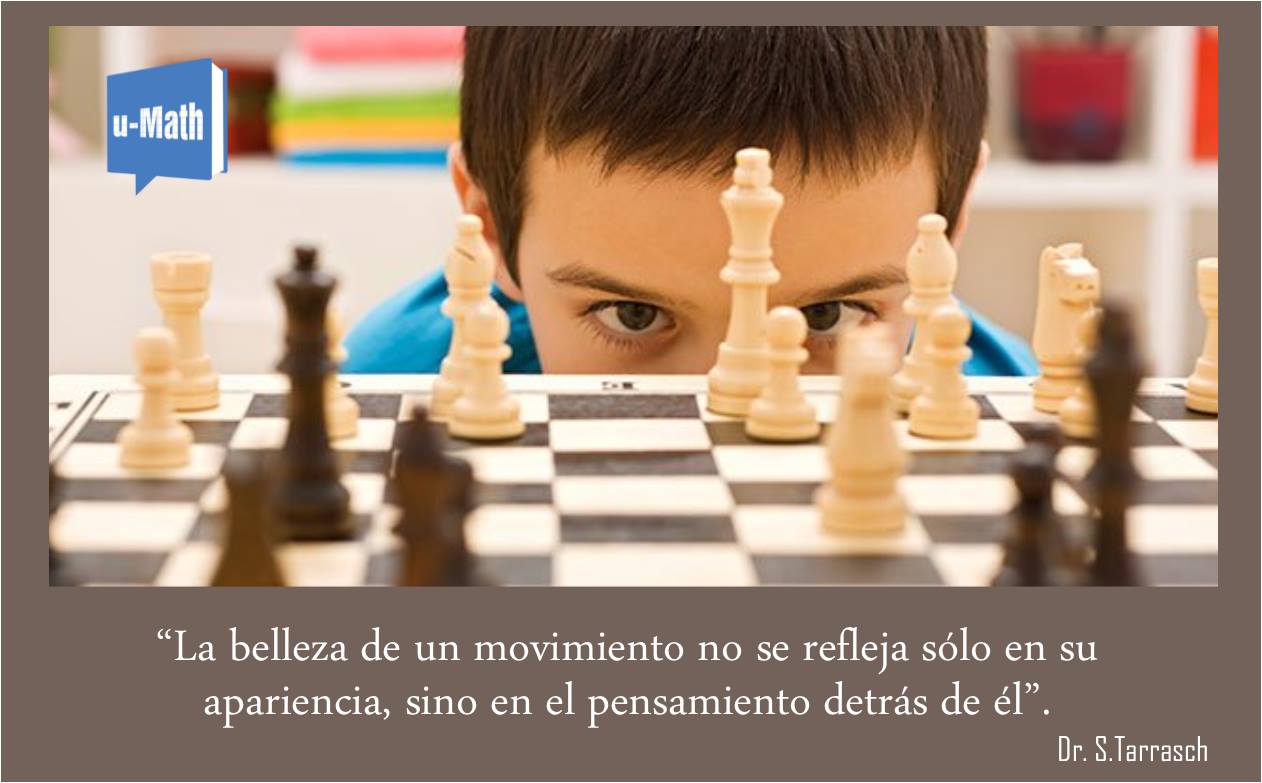 u-Math
“La belleza de un movimiento no se refleja sólo en su
apariencia, sino en el pensamiento detrás de él”.
Dr. S.Tarrasch